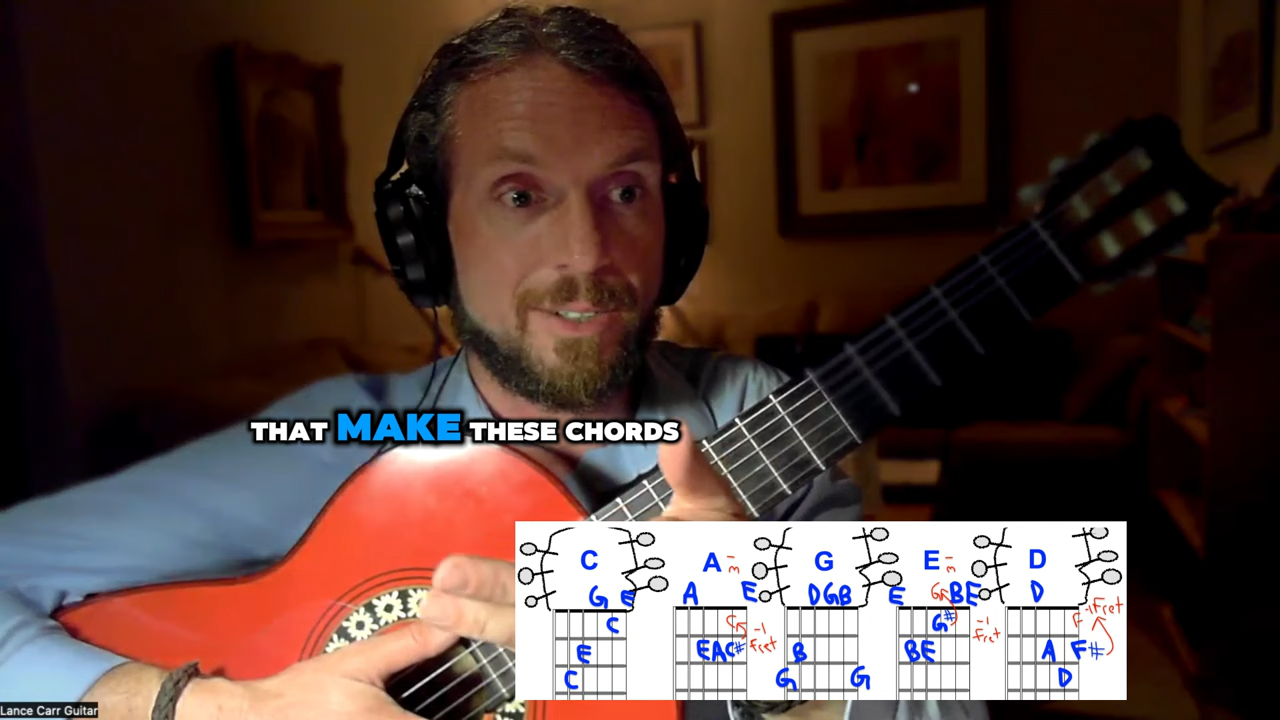 THAT MAKE THESE CHORDS
C A -m G E -m D
G E A E D G B E G B E D
C C -1 fret G# -1 fret F -1 Fret
E E A C# B B E A F#
C G G D
Lance Carr Guitar